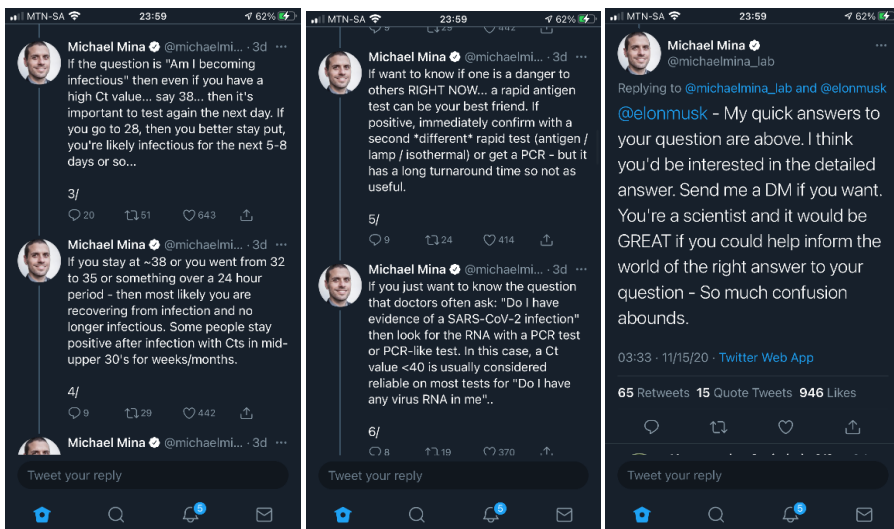 MTN-SA 23:59 62%
Michael Mina @michaelmi... · 3d
If the question is "Am I becoming
infectious" then even if you have a
high Ct value... say 38... then it's
important to test again the next day. If
you go to 28, then you better stay put,
you're likely infectious for the next 5-8
days or so...
3/
20 51 643
Michael Mina @michaelmi... · 3d
If you stay at ~38 or you went from 32
to 35 or something over a 24 hour
period - then most likely you are
recovering from infection and no
longer infectious. Some people stay
positive after infection with Cts in mid-
upper 30's for weeks/months.
4/
9 29 442
Michael Mina @michaelmi... · 3d
Tweet your reply
5
MTN-SA 23:59 62%
9 29 442
Michael Mina @michaelmi... · 3d
If want to know if one is a danger to
others RIGHT NOW... a rapid antigen
test can be your best friend. If
positive, immediately confirm with a
second *different* rapid test (antigen /
lamp / isothermal) or get a PCR - but it
has a long turnaround time so not as
useful.
5/
9 24 414
Michael Mina @michaelmi... · 3d
If you just want to know the question
that doctors often ask: "Do I have
evidence of a SARS-CoV-2 infection"
then look for the RNA with a PCR test
or PCR-like test. In this case, a Ct
value <40 is usually considered
reliable on most tests for "Do I have
any virus RNA in me"..
6/
8 19 370
Tweet your reply
5
MTN-SA 23:59 62%
Michael Mina
@michaelmina_lab
Replying to @michaelmina_lab and @elonmusk
@elonmusk - My quick answers to
your question are above. I think
you'd be interested in the detailed
answer. Send me a DM if you want.
You're a scientist and it would be
GREAT if you could help inform the
world of the right answer to your
question - So much confusion
abounds.
03:33 · 11/15/20 · Twitter Web App
65 Retweets 15 Quote Tweets 946 Likes
Tweet your reply
5